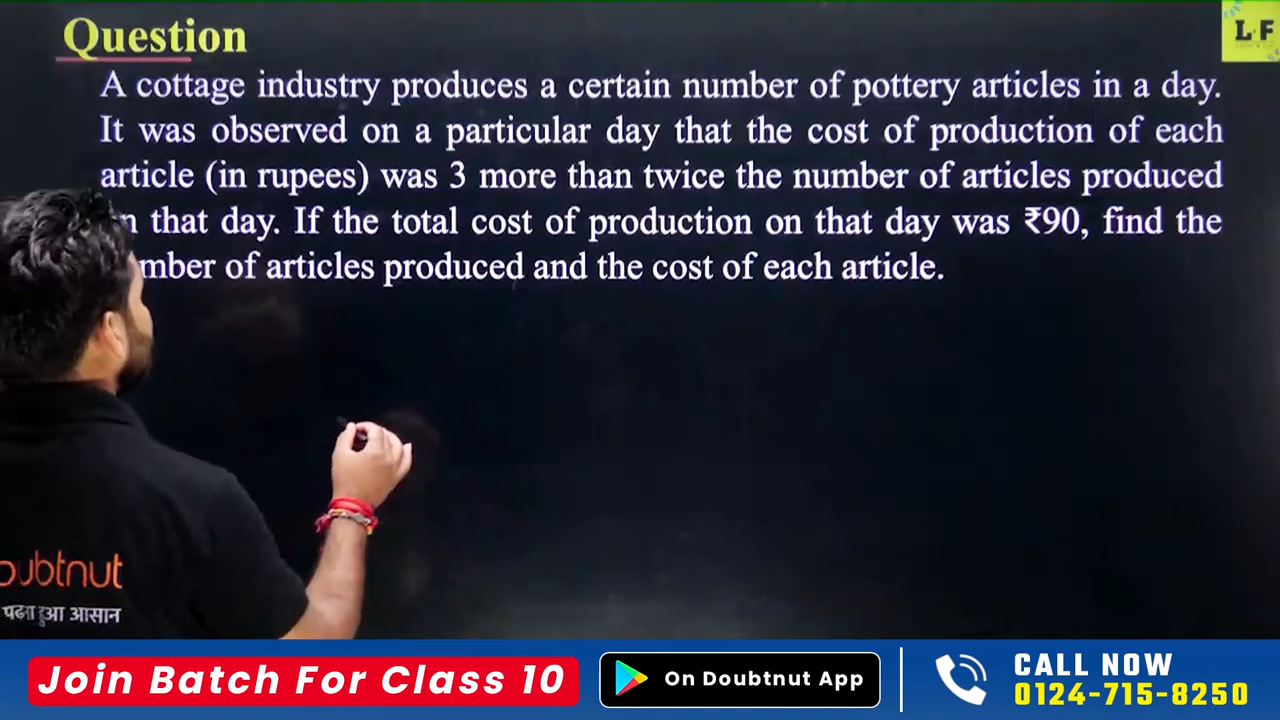 Question
L F
A cottage industry produces a certain number of pottery articles in a day.
It was observed on a particular day that the cost of production of each
article (in rupees) was 3 more than twice the number of articles produced
that day. If the total cost of production on that day was ₹90, find the
mber of articles produced and the cost of each article.
oubtnut
पढ़ना हुआ आसान
Join Batch For Class 10
On Doubtnut App
CALL NOW
0124-715-8250